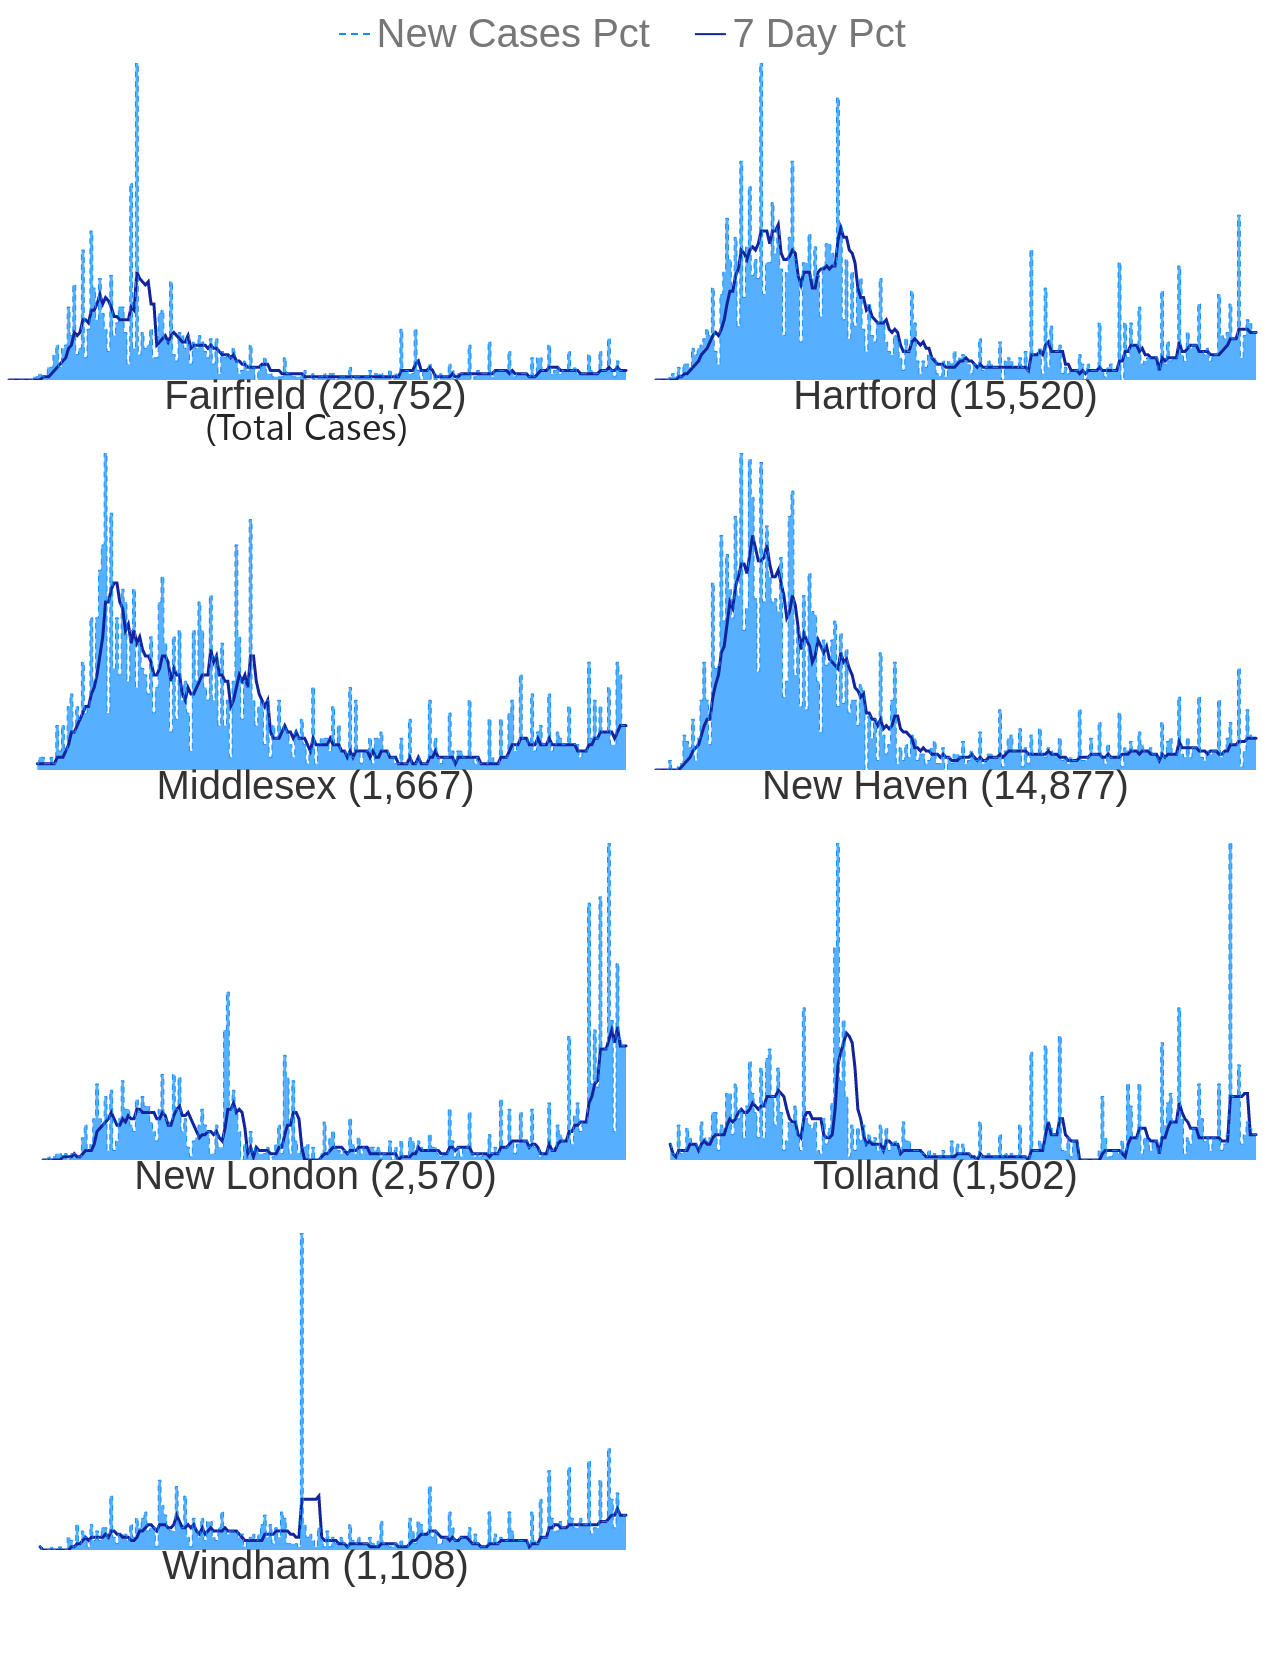 New Cases Pct 7 Day Pct
Fairfield (20,752) Hartford (15,520)
(Total Cases)
Middlesex (1,667) New Haven (14,877)
New London (2,570) Tolland (1,502)
Windham (1,108)